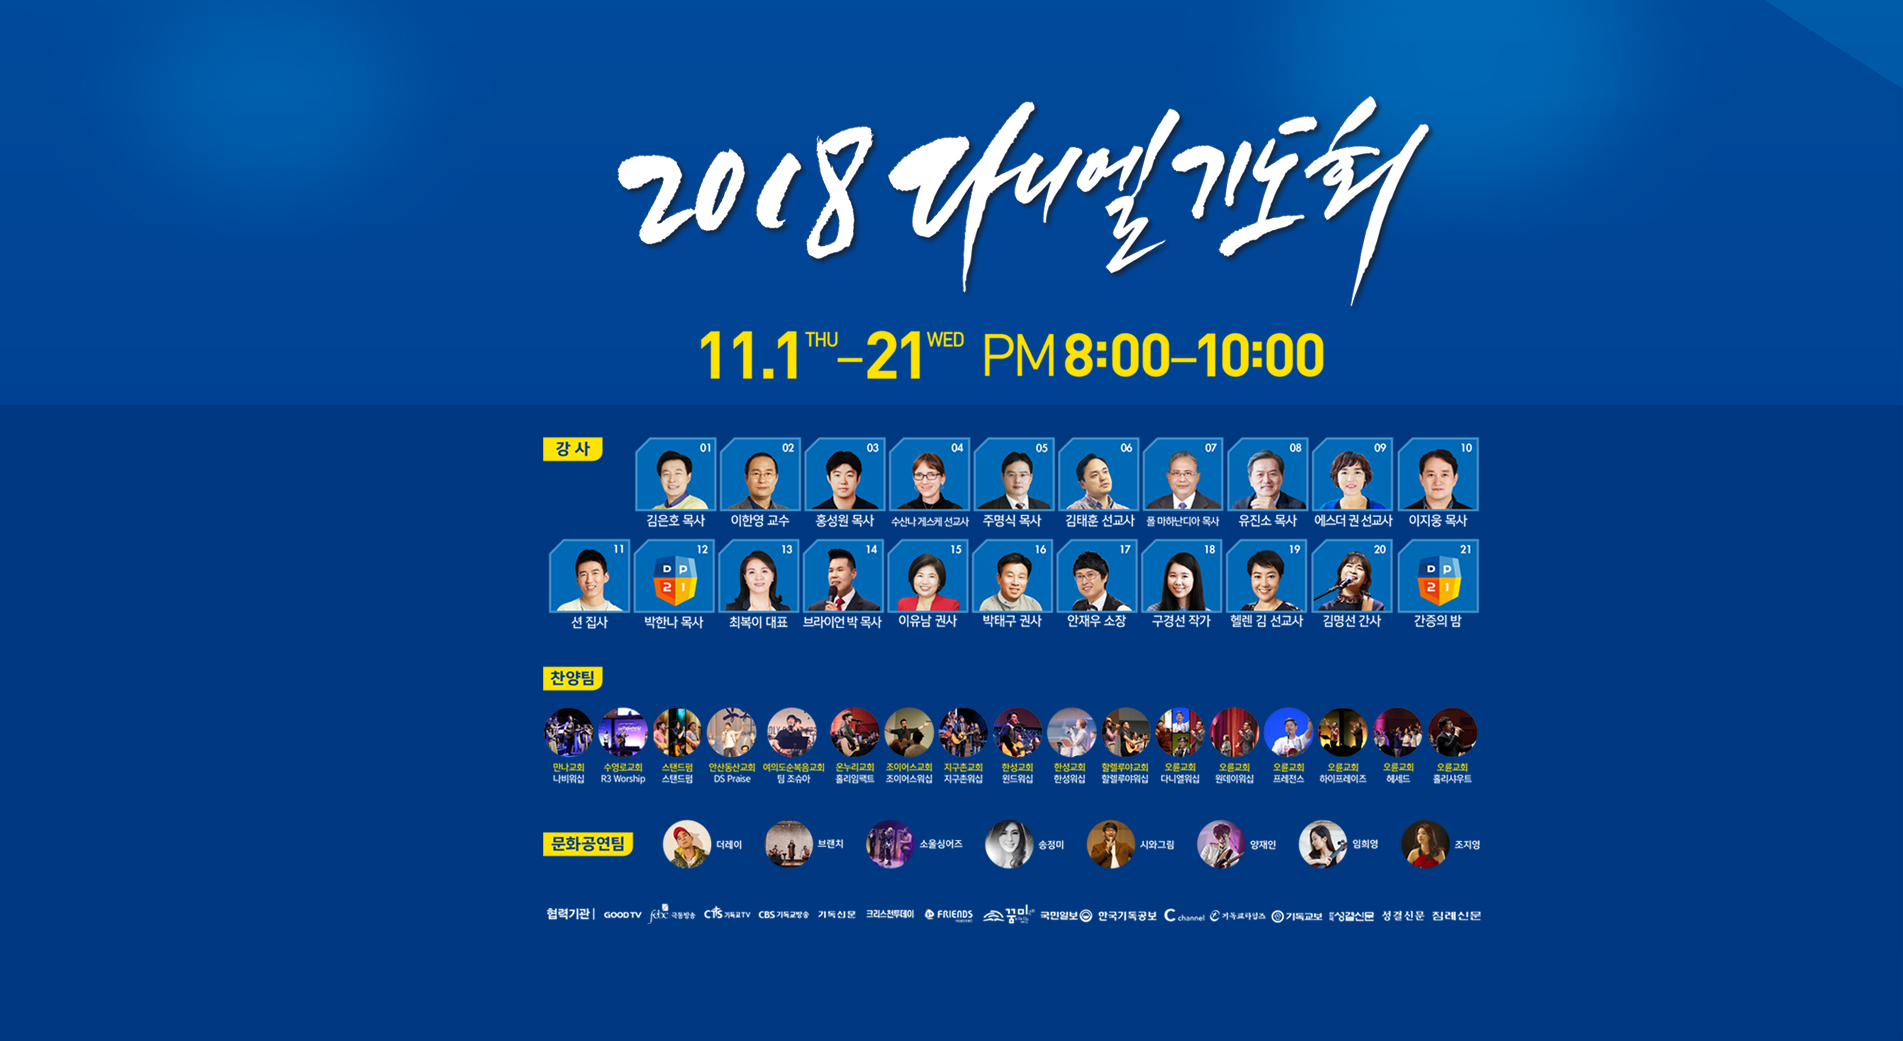 2018 다니엘 기도회
11.1 THU – 21 WED PM 8:00–10:00
강 사
01 02 03 04 05 06 07 08 09 10
김은호 목사 이한영 교수 홍성원 목사 수산나 게스케 선교사 주명식 목사 김태훈 선교사 폴 마하난디아 목사 유진소 목사 에스더 권 선교사 이지웅 목사
11 12 13 14 15 16 17 18 19 20 21
DP 21 DP 21
션 집사 박한나 목사 최복이 대표 브라이언 박 목사 이유남 권사 박태구 권사 안재우 소장 구경선 작가 헬렌 김 선교사 김명선 간사 간증의 밤
찬양팀
만나교회 수영로교회 스탠드펌 안산동산교회 여의도순복음교회 온누리교회 조이어스교회 지구촌교회 한성교회 한성교회 할렐루야교회 오륜교회 오륜교회 오륜교회 오륜교회 오륜교회 오륜교회
나비워십 R3 Worship 스탠드펌 DS Praise 팀 조슈아 홀리임팩트 조이어스워십 지구촌워십 윈드워십 한성워십 할렐루야워십 다니엘워십 원데이워십 프레전스 하이프레이즈 헤세드 홀리샤우트
문화공연팀 더레이 브랜치 소울싱어즈 송정미 시와그림 양재인 임희영 조지영
협력기관 | GOODTV febc 극동방송 CTS 기독교TV CBS 기독교방송 기독신문 크리스천투데이 FRIENDS 꿈미 국민일보 한국기독공보 C channel 기독교타임즈 기독교보 성결신문 성결신문 침례신문